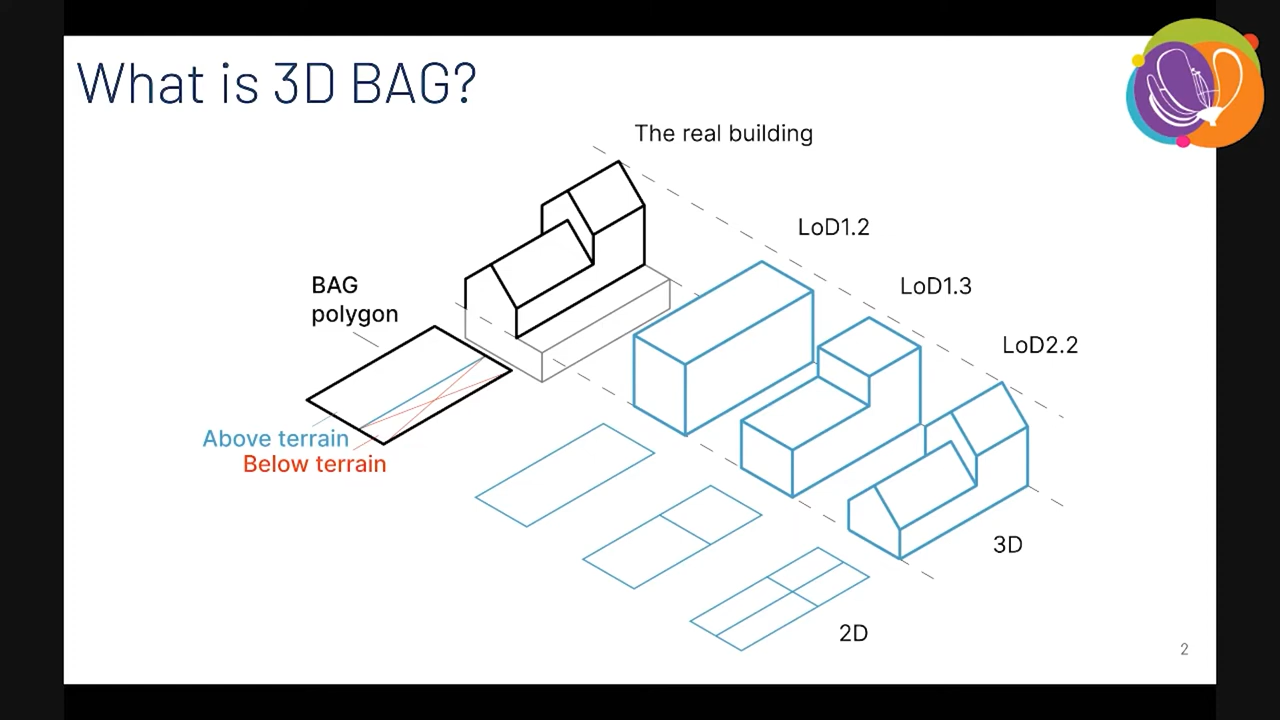 What is 3D BAG?
The real building
LoD1.2
LoD1.3
LoD2.2
BAG
polygon
Above terrain
Below terrain
3D
2D
2